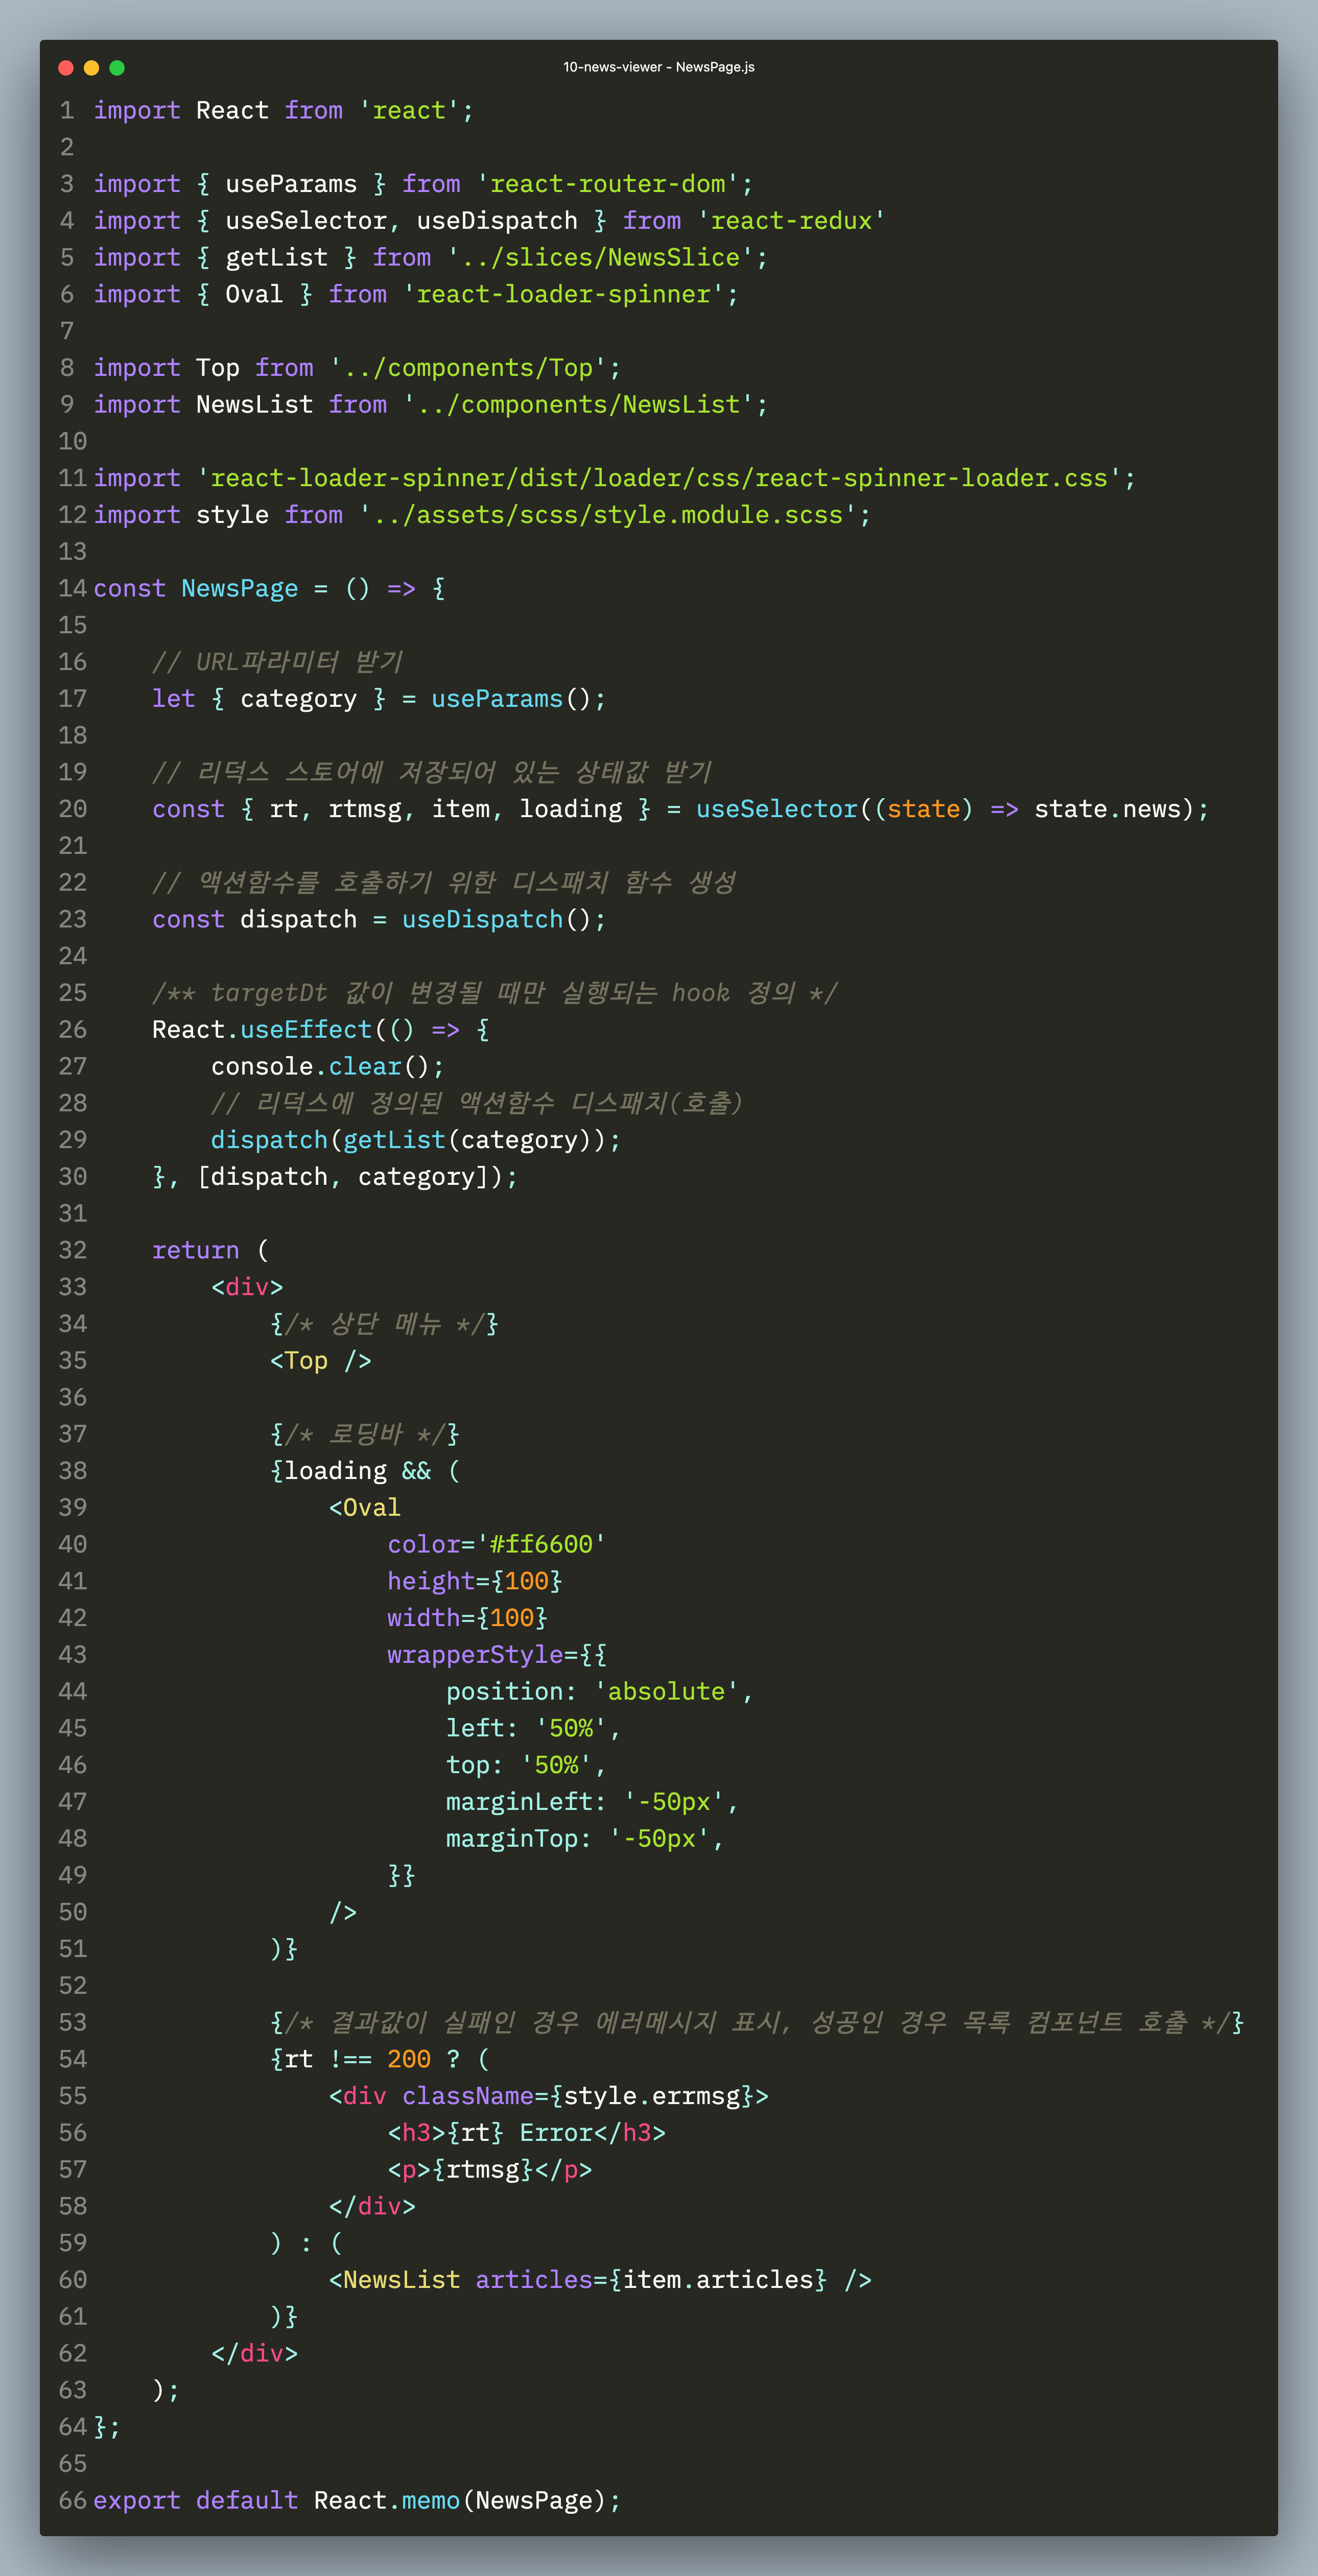 10-news-viewer - NewsPage.js
1 import React from 'react';
2
3 import { useParams } from 'react-router-dom';
4 import { useSelector, useDispatch } from 'react-redux'
5 import { getList } from '../slices/NewsSlice';
6 import { Oval } from 'react-loader-spinner';
7
8 import Top from '../components/Top';
9 import NewsList from '../components/NewsList';
10
11 import 'react-loader-spinner/dist/loader/css/react-spinner-loader.css';
12 import style from '../assets/scss/style.module.scss';
13
14 const NewsPage = () => {
15
16     // URL파라미터 받기
17     let { category } = useParams();
18
19     // 리덕스 스토어에 저장되어 있는 상태값 받기
20     const { rt, rtmsg, item, loading } = useSelector((state) => state.news);
21
22     // 액션함수를 호출하기 위한 디스패치 함수 생성
23     const dispatch = useDispatch();
24
25     /** targetDt 값이 변경될 때만 실행되는 hook 정의 */
26     React.useEffect(() => {
27         console.clear();
28         // 리덕스에 정의된 액션함수 디스패치(호출)
29         dispatch(getList(category));
30     }, [dispatch, category]);
31
32     return (
33         <div>
34             {/* 상단 메뉴 */}
35             <Top />
36
37             {/* 로딩바 */}
38             {loading && (
39                 <Oval
40                     color='#ff6600'
41                     height={100}
42                     width={100}
43                     wrapperStyle={{
44                         position: 'absolute',
45                         left: '50%',
46                         top: '50%',
47                         marginLeft: '-50px',
48                         marginTop: '-50px',
49                     }}
50                 />
51             )}
52
53             {/* 결과값이 실패인 경우 에러메시지 표시, 성공인 경우 목록 컴포넌트 호출 */}
54             {rt !== 200 ? (
55                 <div className={style.errmsg}>
56                     <h3>{rt} Error</h3>
57                     <p>{rtmsg}</p>
58                 </div>
59             ) : (
60                 <NewsList articles={item.articles} />
61             )}
62         </div>
63     );
64 };
65
66 export default React.memo(NewsPage);